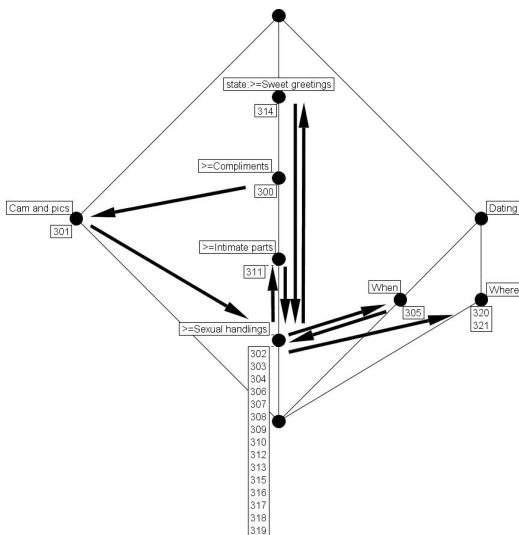 state:>=Sweet greetings
314
>=Compliments
300
Cam and pics
301
Dating
>=Intimate parts
311
When
305
Where
320
321
>=Sexual handlings
302
303
304
306
307
308
309
310
312
313
315
316
317
318
319